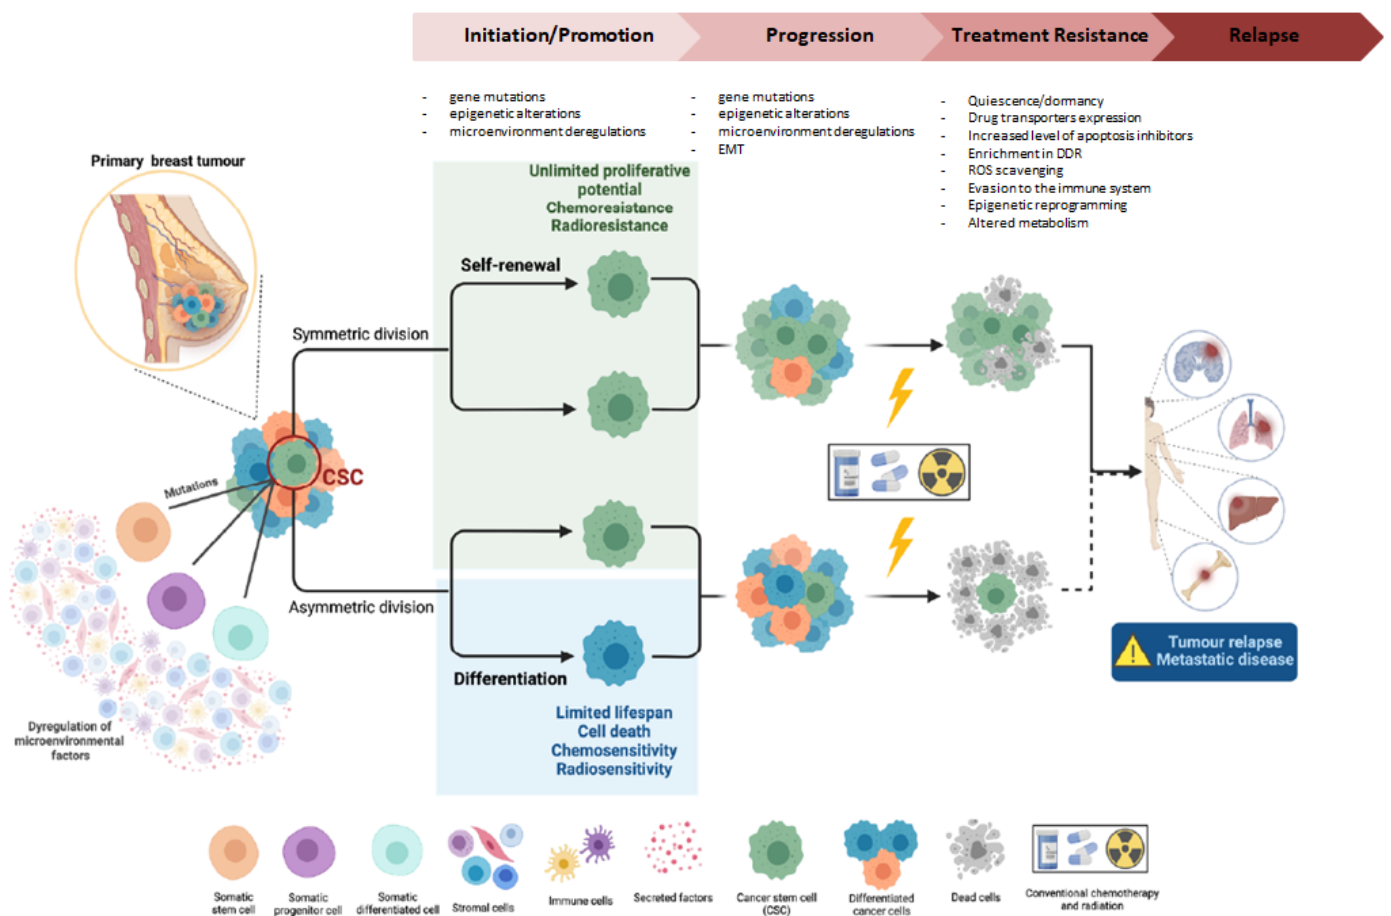 Initiation/Promotion
Progression
Treatment Resistance
Relapse
- gene mutations
- epigenetic alterations
- microenvironment deregulations
- gene mutations
- epigenetic alterations
- microenvironment deregulations
- EMT
- Quiescence/dormancy
- Drug transporters expression
- Increased level of apoptosis inhibitors
- Enrichment in DDR
- ROS scavenging
- Evasion to the immune system
- Epigenetic reprogramming
- Altered metabolism
Primary breast tumour
Unlimited proliferative
potential
Chemoresistance
Radioresistance
Self-renewal
Symmetric division
CSC
Mutations
Asymmetric division
Differentiation
Limited lifespan
Cell death
Chemosensitivity
Radiosensitivity
Dyregulation of
microenvironmental
factors
Tumour relapse
Metastatic disease
Somatic
stem cell
Somatic
progenitor cell
Somatic
differentiated cell
Stromal cells
Immune cells
Secreted factors
Cancer stem cell
(CSC)
Differentiated
cancer cells
Dead cells
Conventional chemotherapy
and radiation